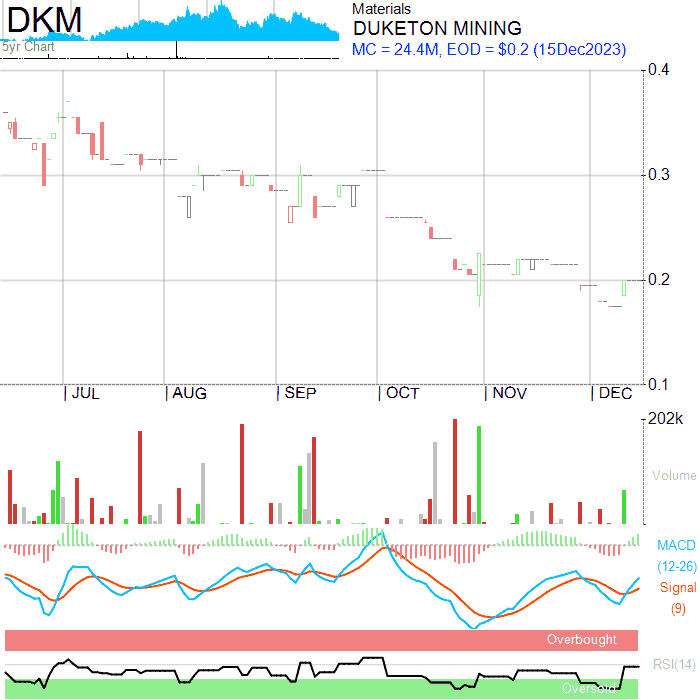 DKM
5yr Chart
Materials
DUKETON MINING
MC = 24.4M, EOD = $0.2 (15Dec2023)
0.4
0.3
0.2
0.1
| JUL | AUG | SEP | OCT | NOV | DEC
202k
Volume
MACD
(12-26)
Signal
(9)
Overbought
RSI(14)
Oversold